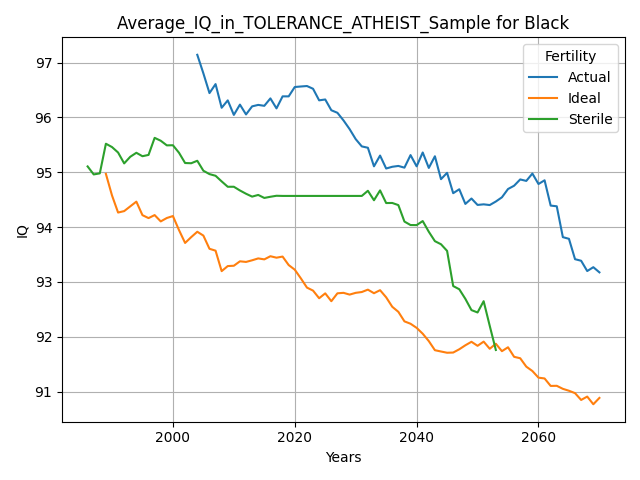 Average_IQ_in_TOLERANCE_ATHEIST_Sample for Black
Fertility
Actual
Ideal
Sterile
97
96
95
94
93
92
91
IQ
2000
2020
2040
2060
Years